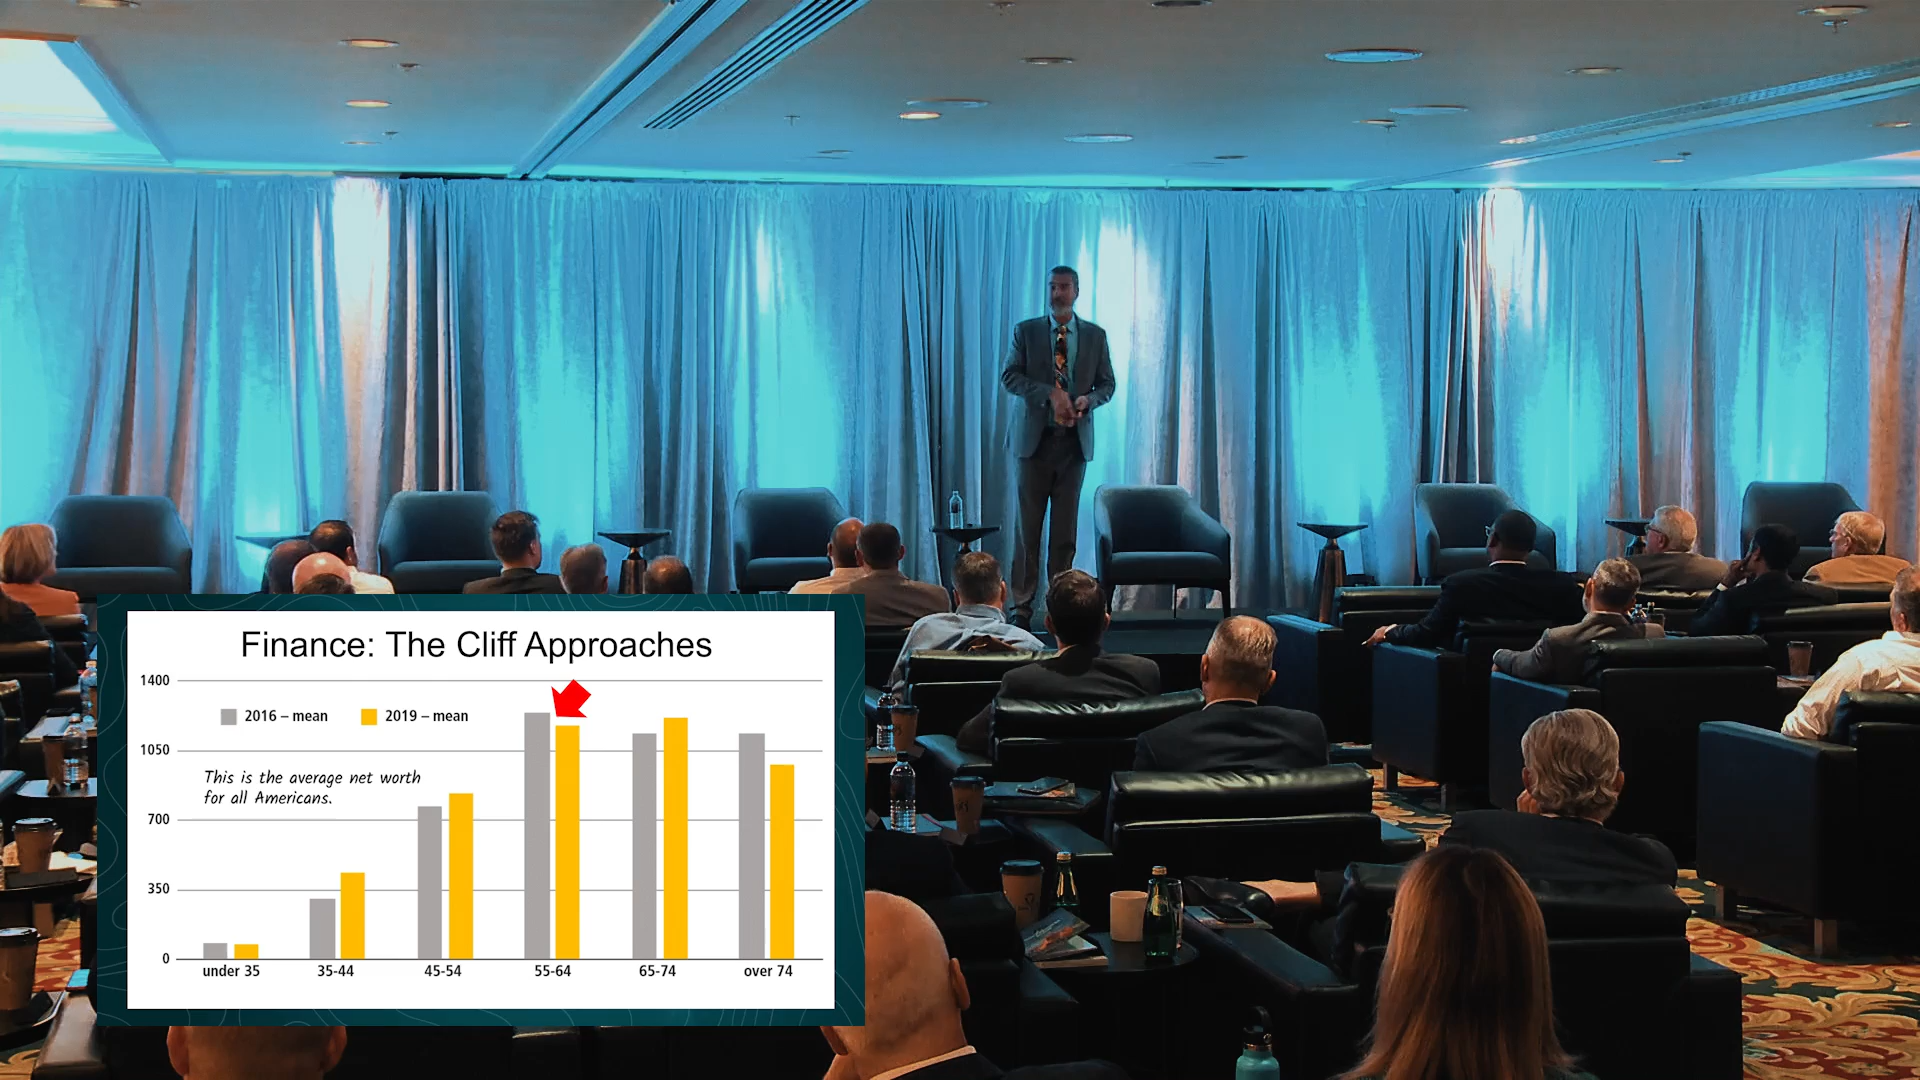 Finance: The Cliff Approaches
1400
2016 – mean
2019 – mean
1050
This is the average net worth
for all Americans.
700
350
0
under 35
35-44
45-54
55-64
65-74
over 74